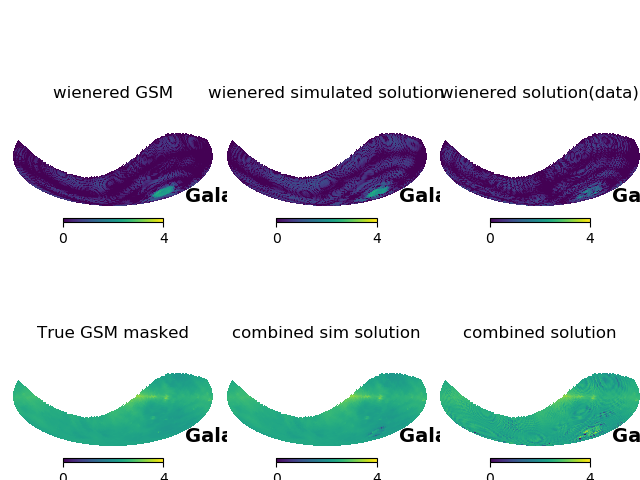 wienered GSM
wienered simulated solution
wienered solution(data)
Gala
Gala
Ga
0 4
0 4
0 4
True GSM masked
combined sim solution
combined solution
Gala
Gala
Ga
0 4
0 4
0 4